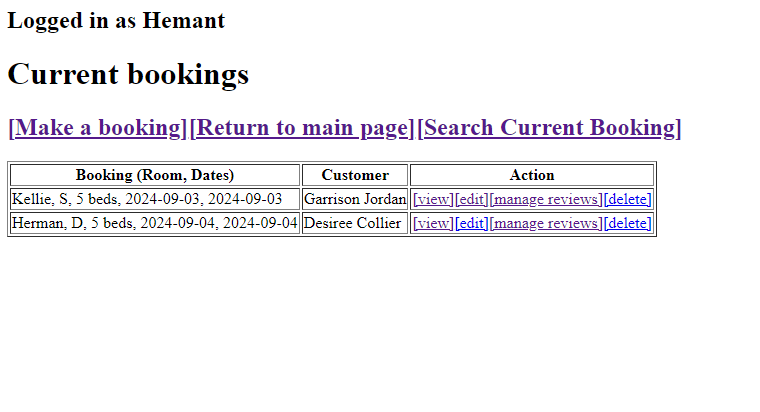 Logged in as Hemant
Current bookings
[Make a booking][Return to main page][Search Current Booking]
Booking (Room, Dates) Customer Action
Kellie, S, 5 beds, 2024-09-03, 2024-09-03 Garrison Jordan [view][edit][manage reviews][delete]
Herman, D, 5 beds, 2024-09-04, 2024-09-04 Desiree Collier [view][edit][manage reviews][delete]